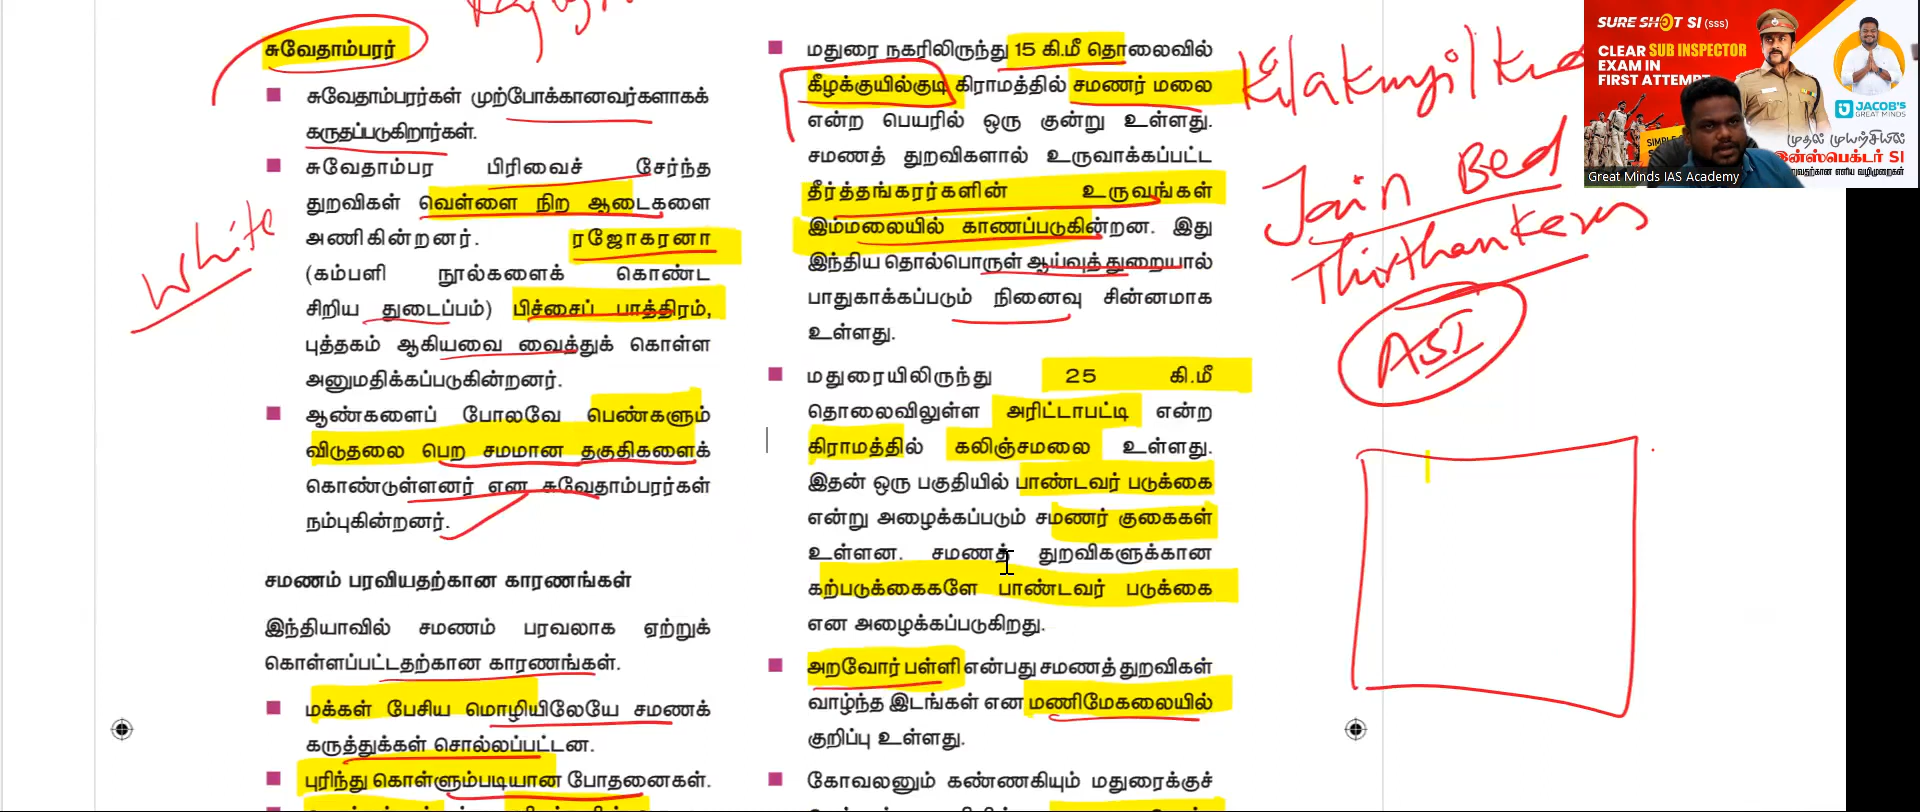 சுவேதாம்பரர்
சுவேதாம்பரர்கள் முற்போக்கானவர்களாகக்
கருதப்படுகிறார்கள்.
சுவேதாம்பர பிரிவைச் சேர்ந்த
துறவிகள் வெள்ளை நிற ஆடைகளை
அணிகின்றனர். ரஜோகரனா
(கம்பளி நூல்களைக் கொண்ட
சிறிய துடைப்பம்) பிச்சைப் பாத்திரம்,
புத்தகம் ஆகியவை வைத்துக் கொள்ள
அனுமதிக்கப்படுகின்றனர்.
ஆண்களைப் போலவே பெண்களும்
விடுதலை பெற சமமான தகுதிகளைக்
கொண்டுள்ளனர் என சுவேதாம்பரர்கள்
நம்புகின்றனர்.
சமணம் பரவியதற்கான காரணங்கள்
இந்தியாவில் சமணம் பரவலாக ஏற்றுக்
கொள்ளப்பட்டதற்கான காரணங்கள்.
மக்கள் பேசிய மொழியிலேயே சமணக்
கருத்துக்கள் சொல்லப்பட்டன.
புரிந்து கொள்ளும்படியான போதனைகள்.
White
மதுரை நகரிலிருந்து 15 கி.மீ தொலைவில்
கீழக்குயில்குடி கிராமத்தில் சமணர் மலை
என்ற பெயரில் ஒரு குன்று உள்ளது.
சமணத் துறவிகளால் உருவாக்கப்பட்ட
தீர்த்தங்கரர்களின் உருவங்கள்
இம்மலையில் காணப்படுகின்றன. இது
இந்திய தொல்பொருள் ஆய்வுத்துறையால்
பாதுகாக்கப்படும் நினைவு சின்னமாக
உள்ளது.
மதுரையிலிருந்து 25 கி.மீ
தொலைவிலுள்ள அரிட்டாபட்டி என்ற
கிராமத்தில் கலிஞ்சமலை உள்ளது.
இதன் ஒரு பகுதியில் பாண்டவர் படுக்கை
என்று அழைக்கப்படும் சமணர் குகைகள்
உள்ளன. சமணத் துறவிகளுக்கான
கற்படுக்கைகளே பாண்டவர் படுக்கை
என அழைக்கப்படுகிறது.
அறவோர் பள்ளி என்பது சமணத் துறவிகள்
வாழ்ந்த இடங்கள் என மணிமேகலையில்
குறிப்பு உள்ளது.
கோவலனும் கண்ணகியும் மதுரைக்குச்
Jain Bed
Thirthankerus
ASI
SURE SHOT SI (SSS)
CLEAR SUB INSPECTOR
EXAM IN
FIRST ATTEMPT
JACOB'S
GREAT MINDS
முதல் முயற்சியில்
இன்ஸ்பெக்டர் SI
Great Minds IAS Academy